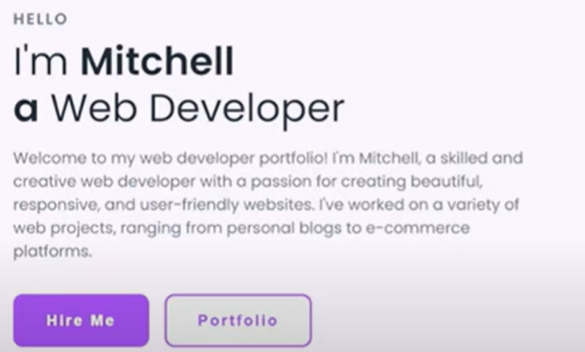 HELLO
I'm Mitchell
a Web Developer
Welcome to my web developer portfolio! I'm Mitchell, a skilled and
creative web developer with a passion for creating beautiful,
responsive, and user-friendly websites. I've worked on a variety of
web projects, ranging from personal blogs to e-commerce
platforms.
Hire Me
Portfolio